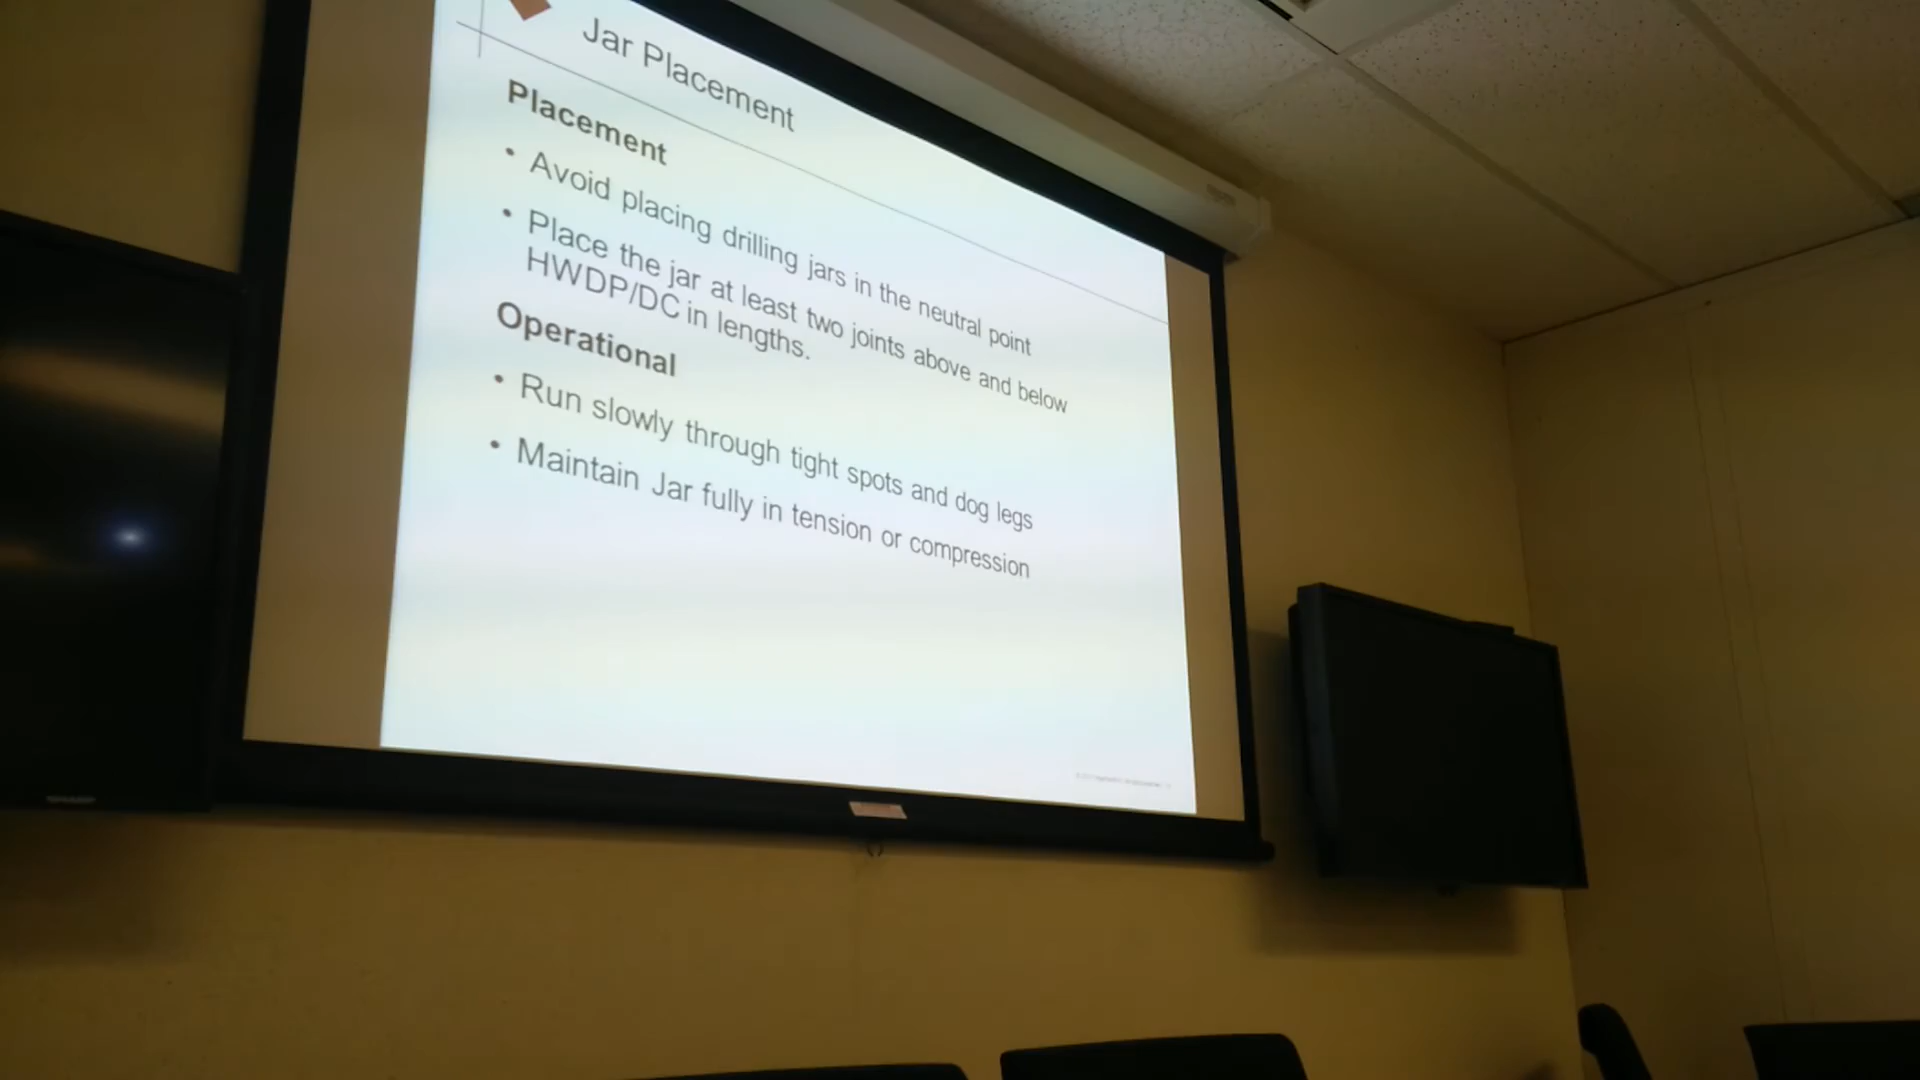 Jar Placement
Placement
• Avoid placing drilling jars in the neutral point
• Place the jar at least two joints above and below
HWDP/DC in lengths.
Operational
• Run slowly through tight spots and dog legs
• Maintain Jar fully in tension or compression